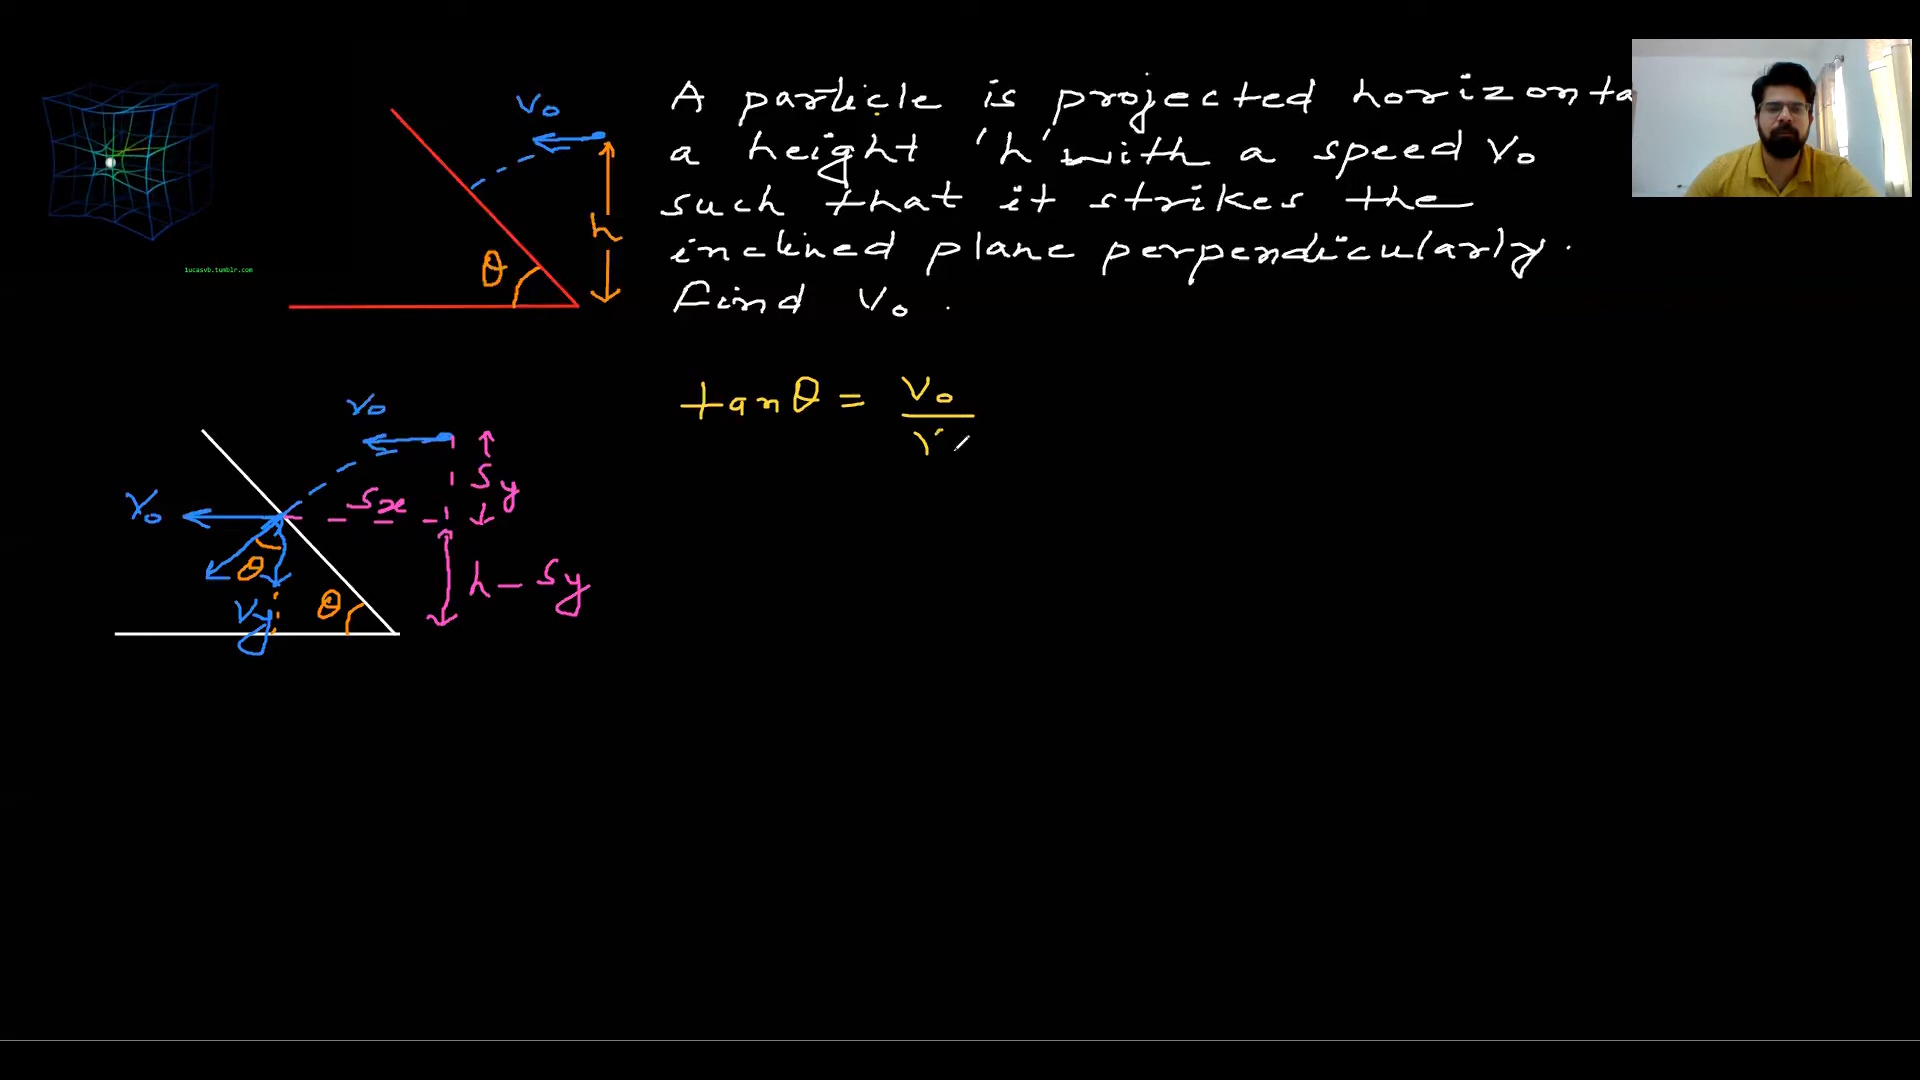 A particle is projected horizonta
a height 'h' with a speed v₀
such that it strikes the
inclined plane perpendicularly.
Find v₀.
v₀
h
θ
lucasvb.tumblr.com
tanθ = v₀
v₀
Sy
v₀
Sx
θ
h - Sy
vy
θ